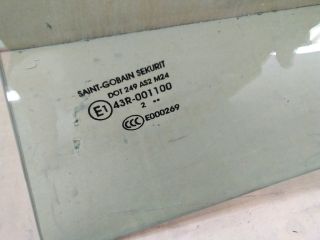 SAINT-GOBAIN SEKURIT
DOT 249 AS2 M24
E1 43R-001100
2 ••
CCC E000269